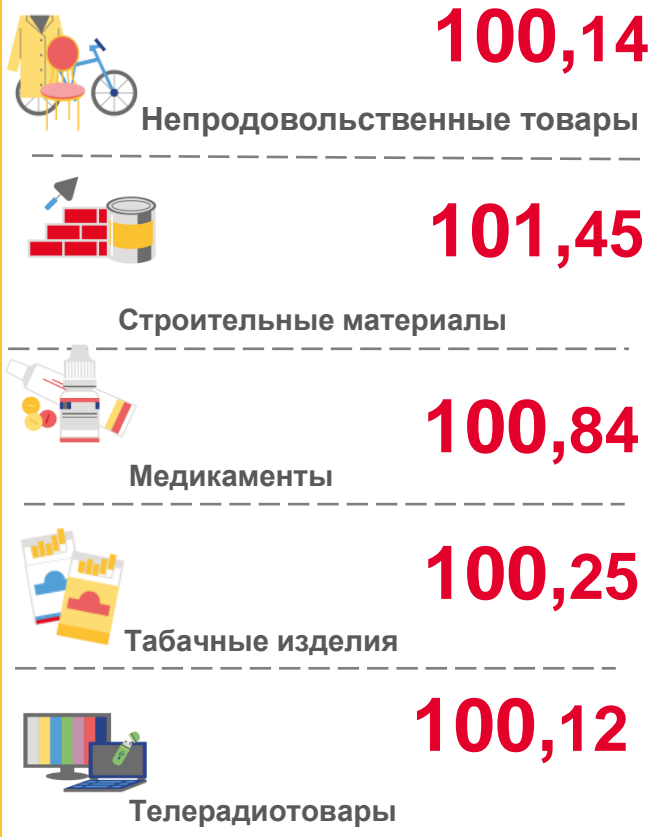 100,14
Непродовольственные товары
101,45
Строительные материалы
100,84
Медикаменты
100,25
Табачные изделия
100,12
Телерадиотовары